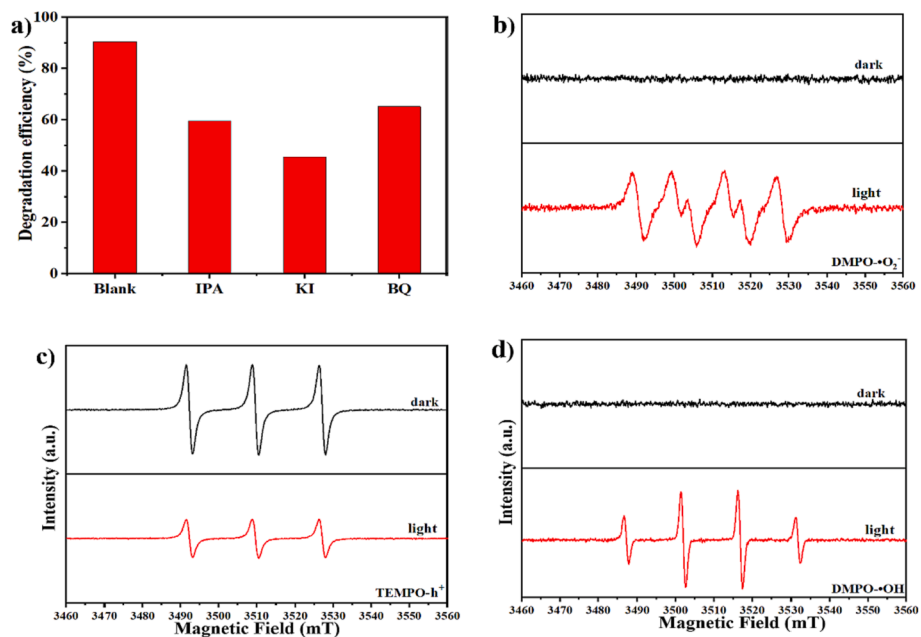 a)
Degradation efficiency (%)
100
80
60
40
20
0
Blank IPA KI BQ
b)
dark
light
DMPO-•O₂⁻
3460 3470 3480 3490 3500 3510 3520 3530 3540 3550 3560
c)
Intensity (a.u.)
dark
light
TEMPO-h⁺
3460 3470 3480 3490 3500 3510 3520 3530 3540 3550 3560
Magnetic Field (mT)
d)
Intensity (a.u.)
dark
light
DMPO-•OH
3460 3470 3480 3490 3500 3510 3520 3530 3540 3550 3560
Magnetic Field (mT)